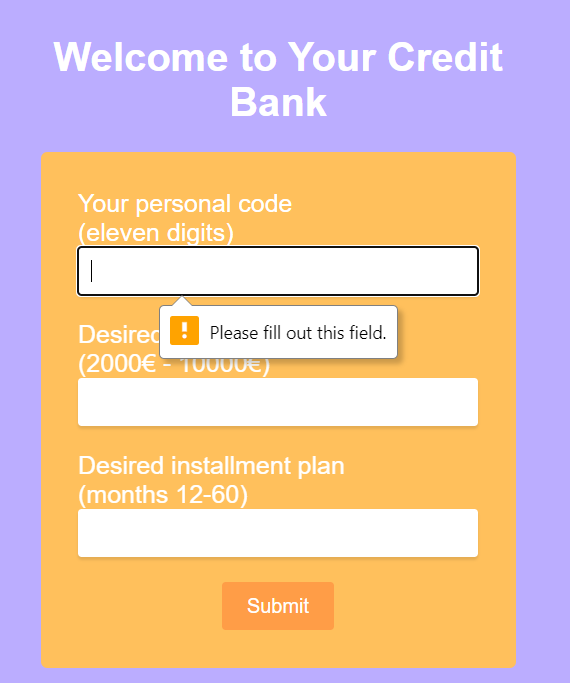 Welcome to Your Credit
Bank
Your personal code
(eleven digits)
Please fill out this field.
Desired
(2000€ - 10000€)
Desired installment plan
(months 12-60)
Submit